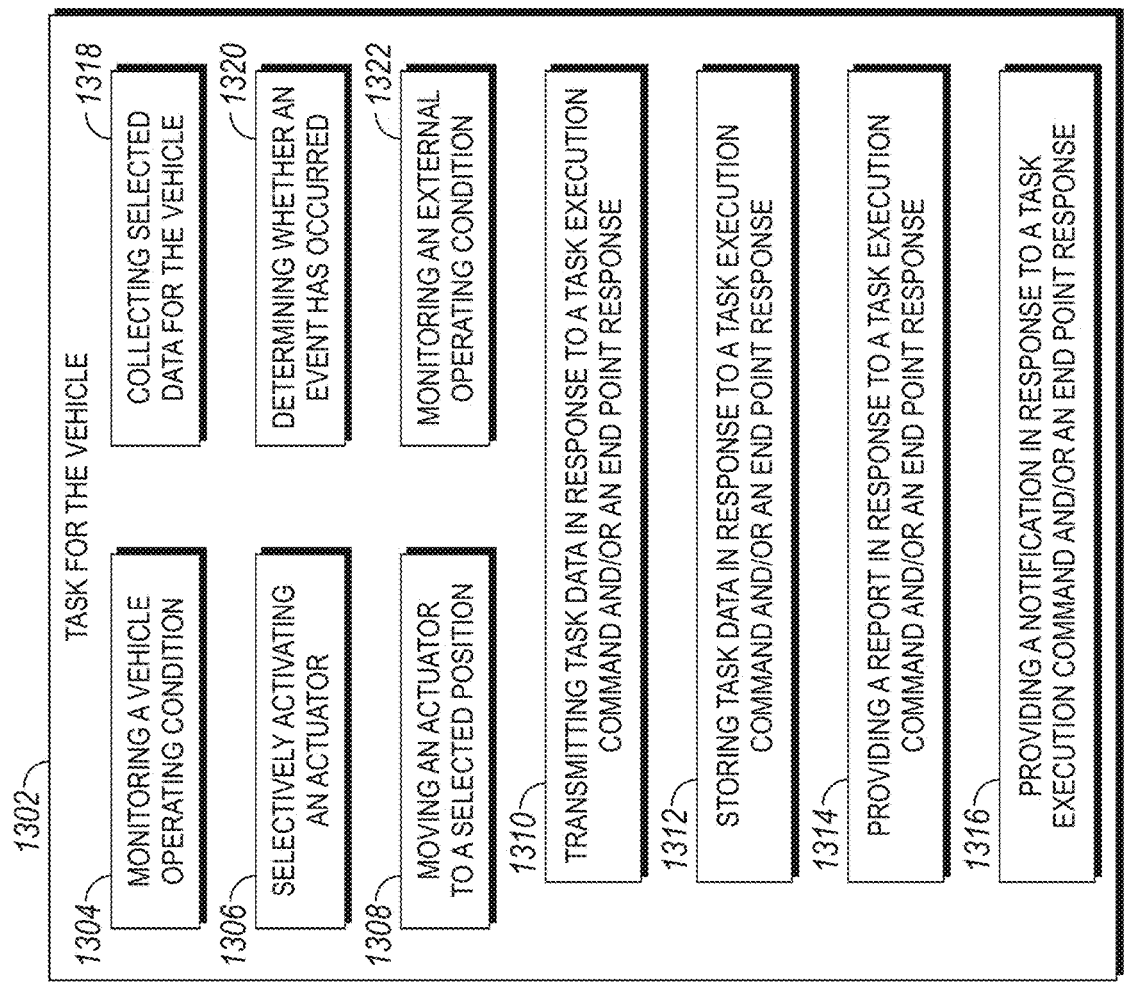 1302
TASK FOR THE VEHICLE
1304
MONITORING A VEHICLE
OPERATING CONDITION
1318
COLLECTING SELECTED
DATA FOR THE VEHICLE
1306
SELECTIVELY ACTIVATING
AN ACTUATOR
1320
DETERMINING WHETHER AN
EVENT HAS OCCURRED
1308
MOVING AN ACTUATOR
TO A SELECTED POSITION
1322
MONITORING AN EXTERNAL
OPERATING CONDITION
1310
TRANSMITTING TASK DATA IN RESPONSE TO A TASK EXECUTION
COMMAND AND/OR AN END POINT RESPONSE
1312
STORING TASK DATA IN RESPONSE TO A TASK EXECUTION
COMMAND AND/OR AN END POINT RESPONSE
1314
PROVIDING A REPORT IN RESPONSE TO A TASK EXECUTION
COMMAND AND/OR AN END POINT RESPONSE
1316
PROVIDING A NOTIFICATION IN RESPONSE TO A TASK
EXECUTION COMMAND AND/OR AN END POINT RESPONSE